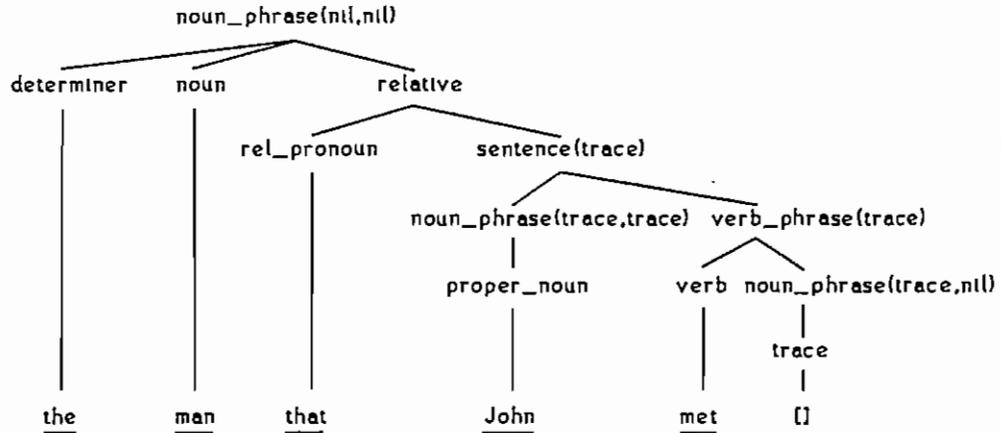 noun_phrase(nil,nil)
determiner noun relative
rel_pronoun sentence(trace)
noun_phrase(trace,trace) verb_phrase(trace)
proper_noun verb noun_phrase(trace,nil)
trace
the man that John met []